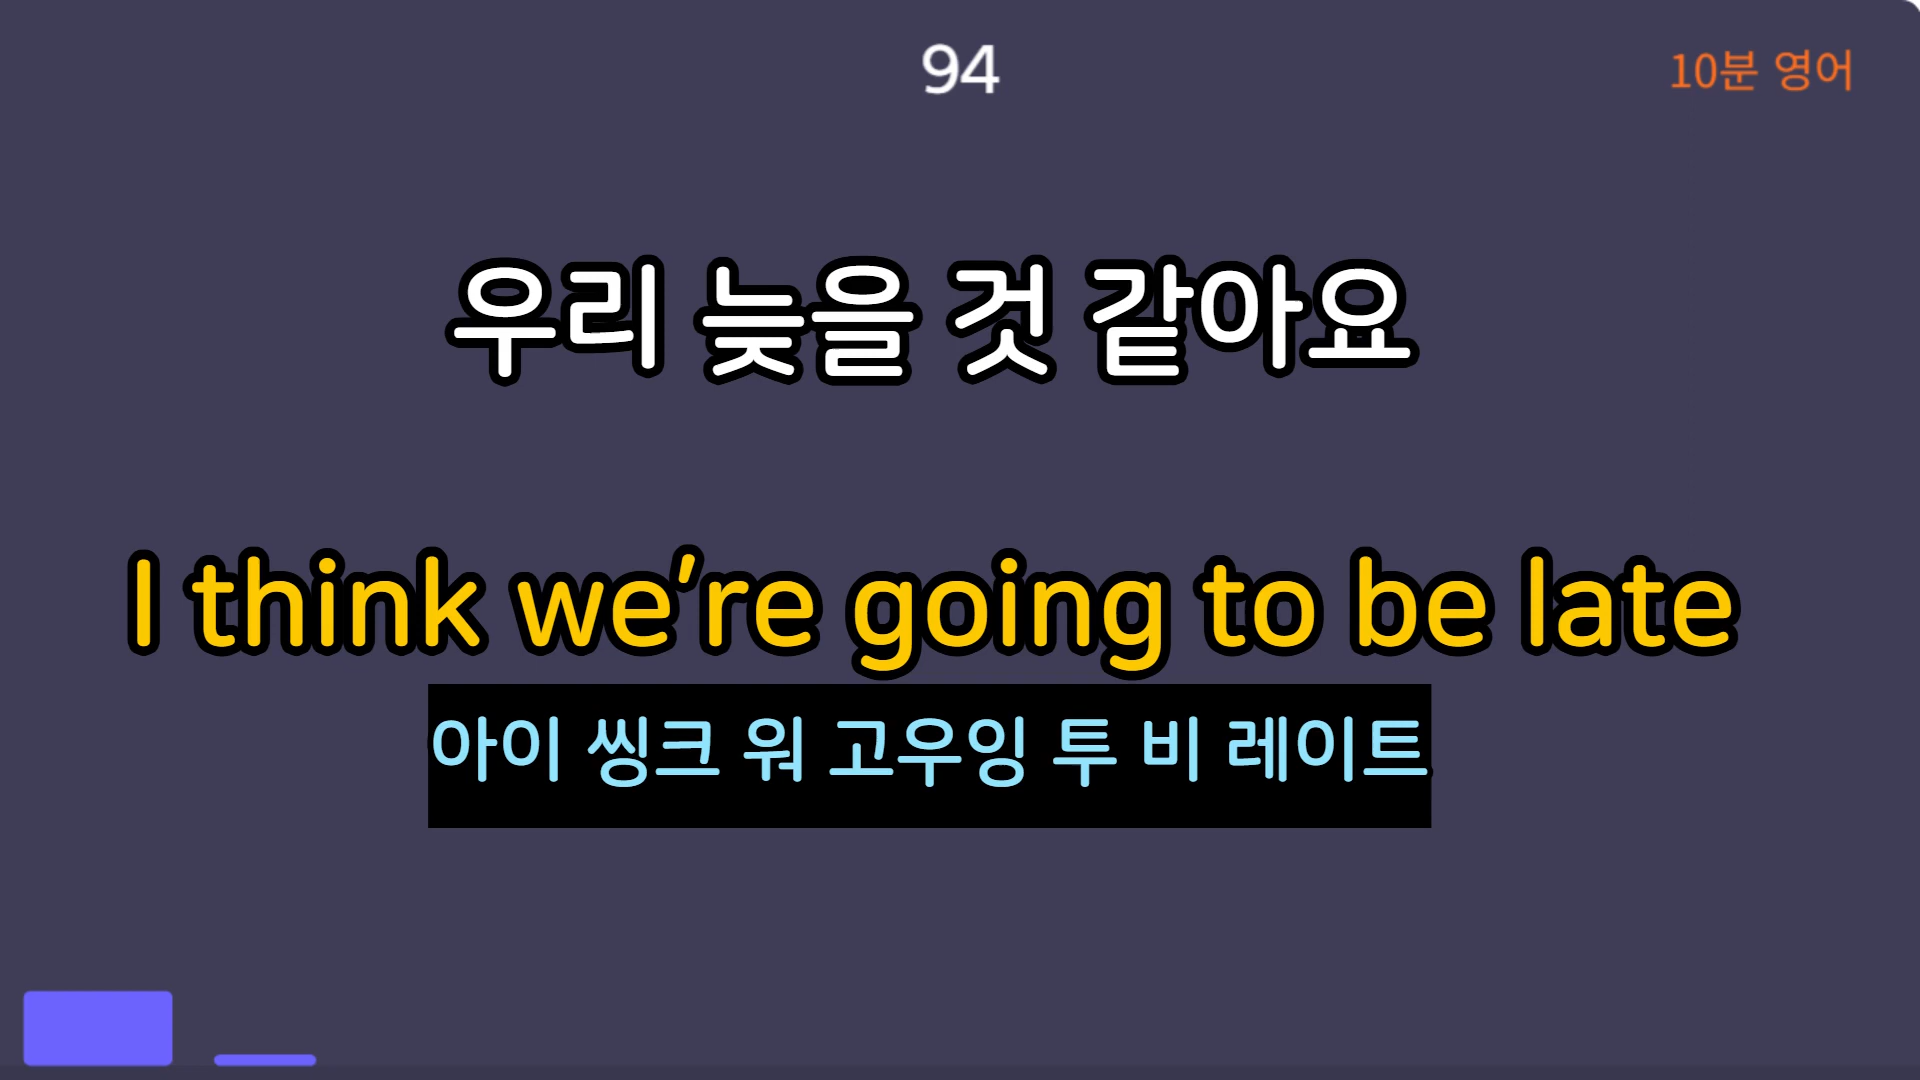 94
10분 영어
우리 늦을 것 같아요
I think we're going to be late
아이 씽크 워 고우잉 투 비 레이트